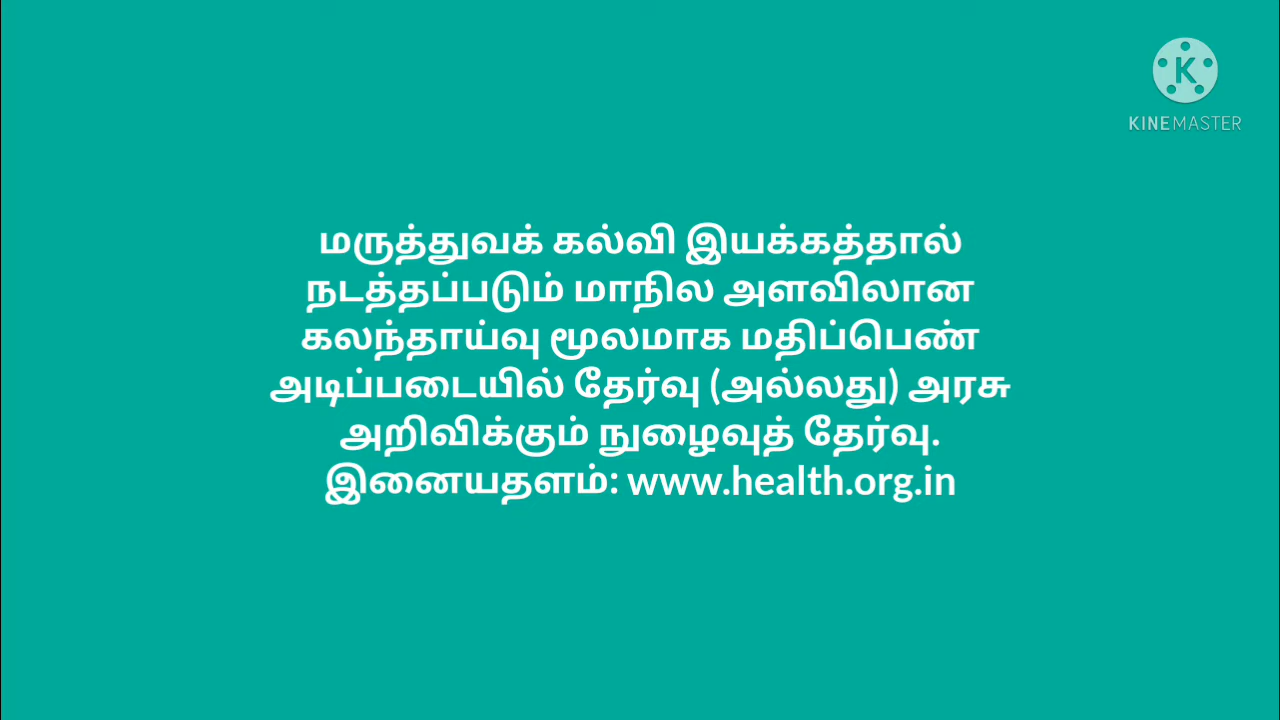 KINEMASTER
மருத்துவக் கல்வி இயக்கத்தால்
நடத்தப்படும் மாநில அளவிலான
கலந்தாய்வு மூலமாக மதிப்பெண்
அடிப்படையில் தேர்வு (அல்லது) அரசு
அறிவிக்கும் நுழைவுத் தேர்வு.
இனையதளம்: www.health.org.in